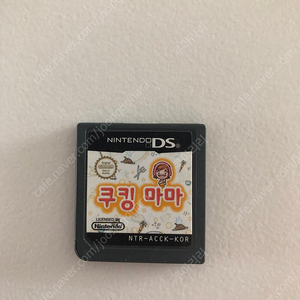 NINTENDO DS
쿠킹 마마
LICENSED BY
Nintendo
NTR-ACCK-KOR